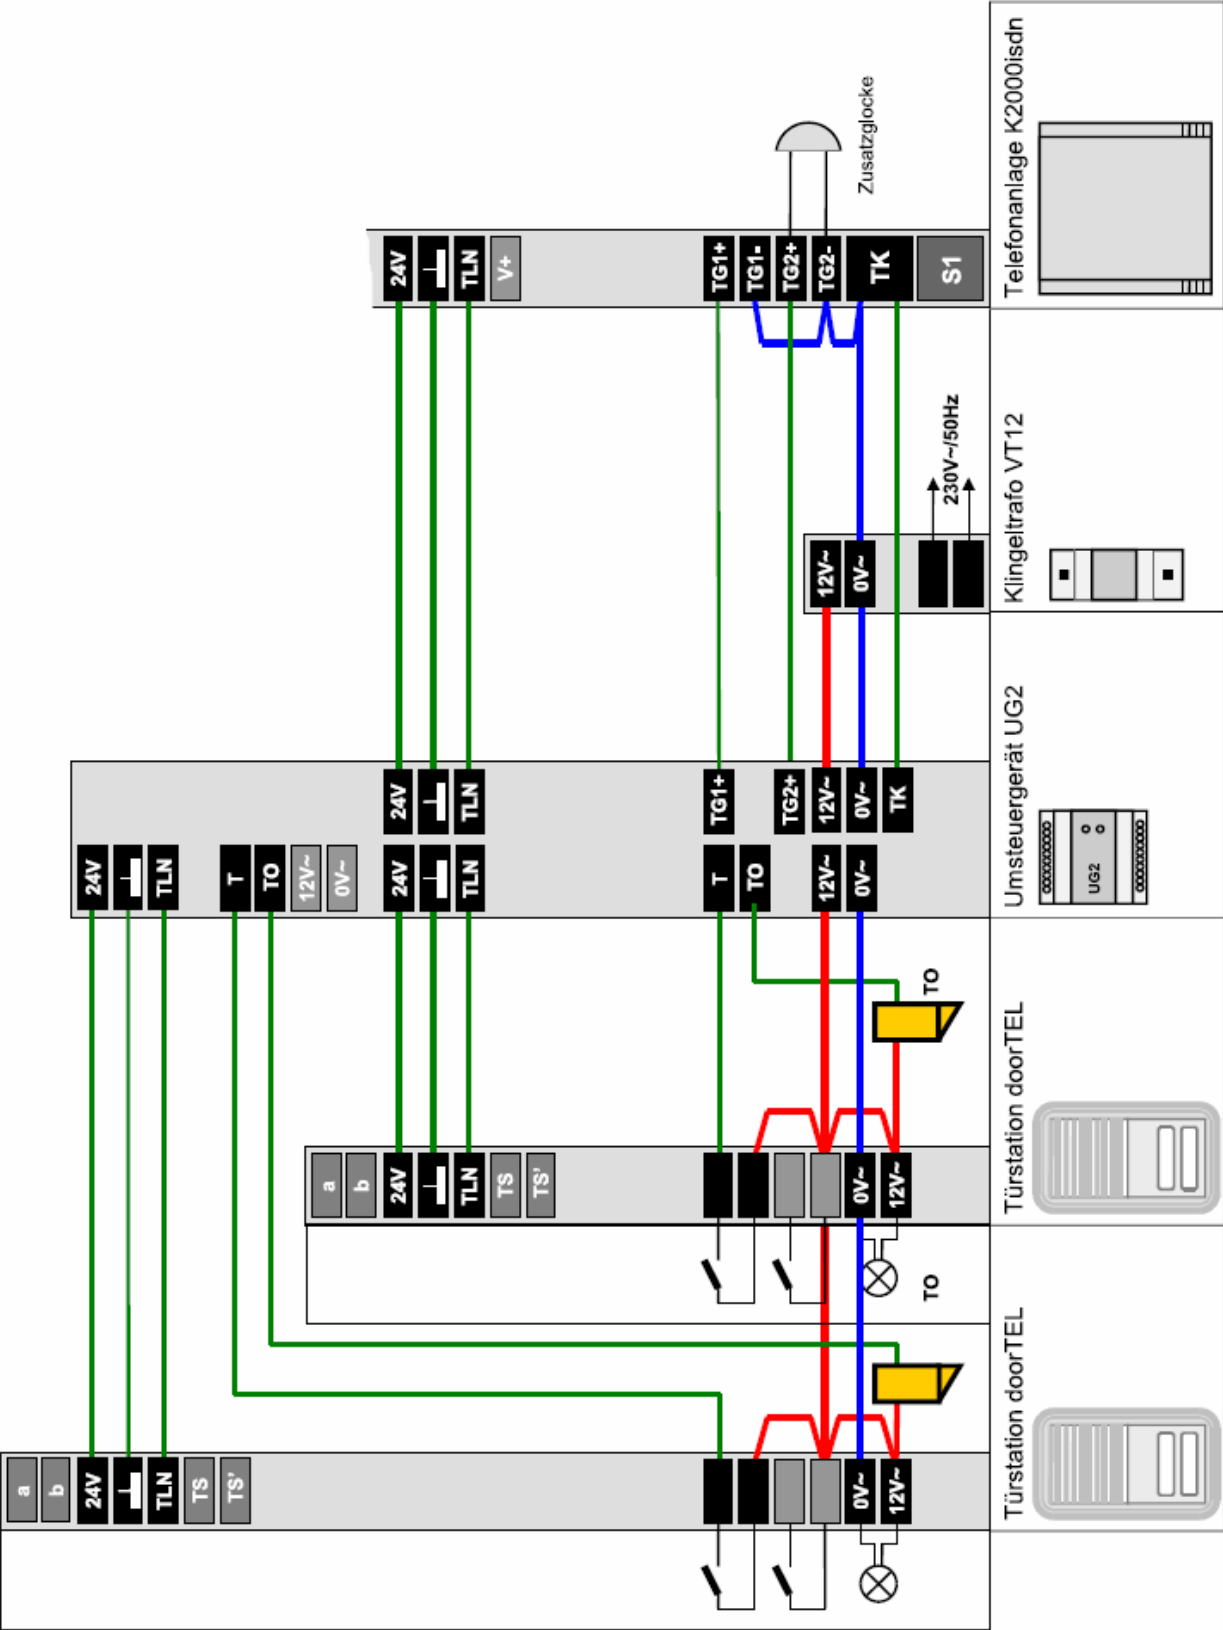 a
b
24V
TLN
TS
TS'
0V~
12V~
Türstation doorTEL
TO
a
b
24V
TLN
TS
TS'
0V~
12V~
Türstation doorTEL
TO
24V
TLN
T
TO
12V~
0V~
24V
TLN
T
TO
12V~
0V~
24V
TLN
TG1+
TG2+
12V~
0V~
TK
Umsteuergerät UG2
UG2
12V~
0V~
230V~/50Hz
Klingeltrafo VT12
24V
TLN
V+
TG1+
TG1-
TG2+
TG2-
TK
S1
Zusatzglocke
Telefonanlage K2000isdn